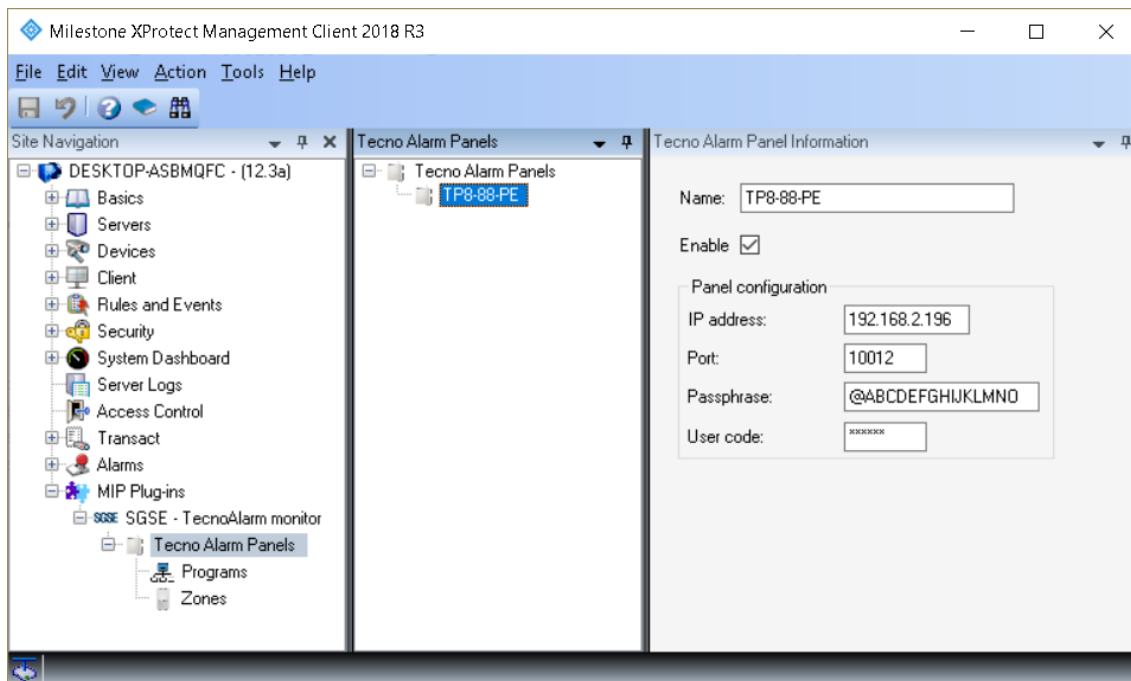 Milestone XProtect Management Client 2018 R3
File Edit View Action Tools Help
Site Navigation
DESKTOP-ASBMQFC - (12.3a)
Basics
Servers
Devices
Client
Rules and Events
Security
System Dashboard
Server Logs
Access Control
Transact
Alarms
MIP Plug-ins
SGSE SGSE - TecnoAlarm monitor
Tecno Alarm Panels
Programs
Zones
Tecno Alarm Panels
Tecno Alarm Panels
TP8-88-PE
Tecno Alarm Panel Information
Name: TP8-88-PE
Enable
Panel configuration
IP address: 192.168.2.196
Port: 10012
Passphrase: @ABCDEFGHIJKLMNO
User code: ******